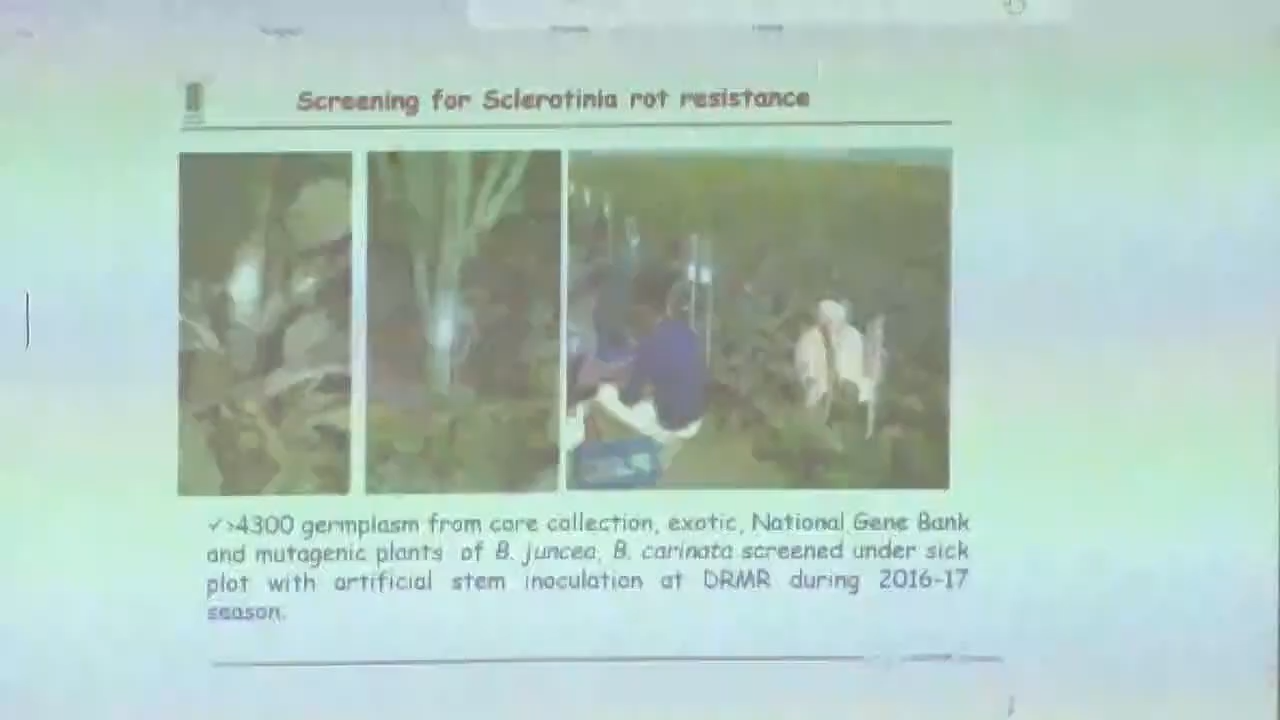 Screening for Sclerotinia rot resistance
✓>4300 germplasm from core collection, exotic, National Gene Bank
and mutagenic plants of B. juncea, B. carinata screened under sick
plot with artificial stem inoculation at DRMR during 2016-17
season.